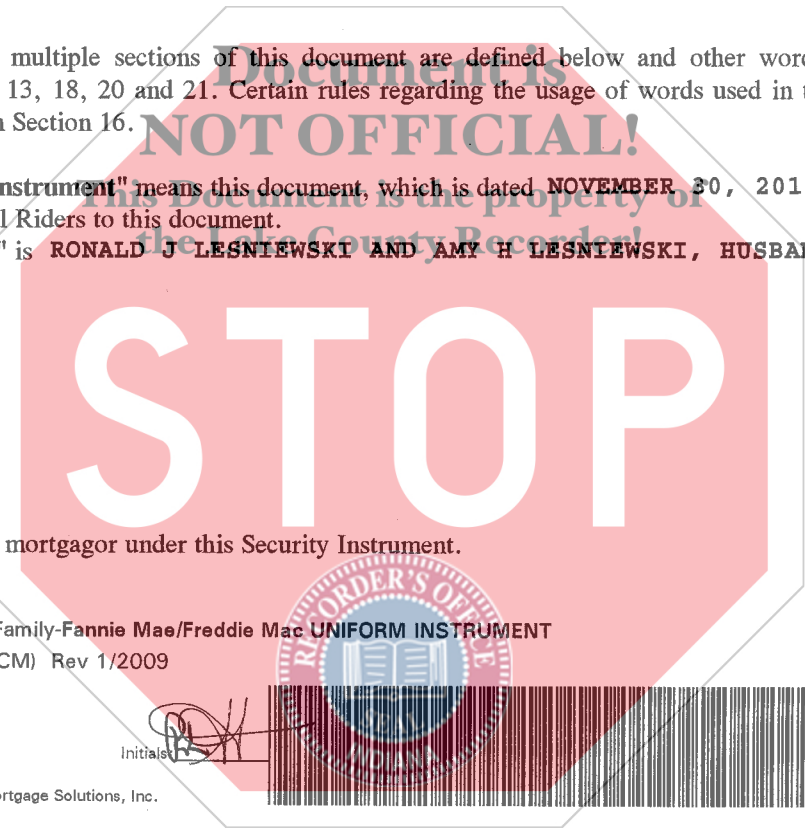 multiple sections of this document are defined below and other word
Document is
13, 18, 20 and 21. Certain rules regarding the usage of words used in t
n Section 16.
NOT OFFICIAL!
nstrument" means this document, which is dated NOVEMBER 30, 201
This Document is the property of
l Riders to this document.
the Lake County Recorder!
" is RONALD J LESNIEWSKI AND AMY H LESNIEWSKI, HUSBA
STOP
mortgagor under this Security Instrument.
RECORDER'S OFFICE
Family-Fannie Mae/Freddie Mac UNIFORM INSTRUMENT
CM) Rev 1/2009
SEAL
INDIANA
Initials:
rtgage Solutions, Inc.